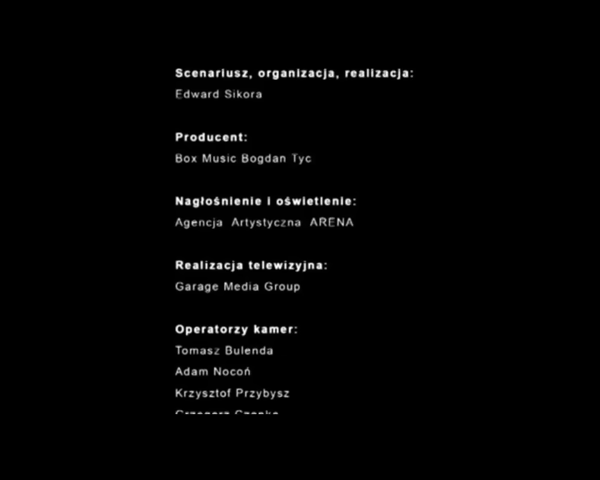 Scenariusz, organizacja, realizacja:
Edward Sikora
Producent:
Box Music Bogdan Tyc
Nagłośnienie i oświetlenie:
Agencja Artystyczna ARENA
Realizacja telewizyjna:
Garage Media Group
Operatorzy kamer:
Tomasz Bulenda
Adam Nocoń
Krzysztof Przybysz
Grzegorz